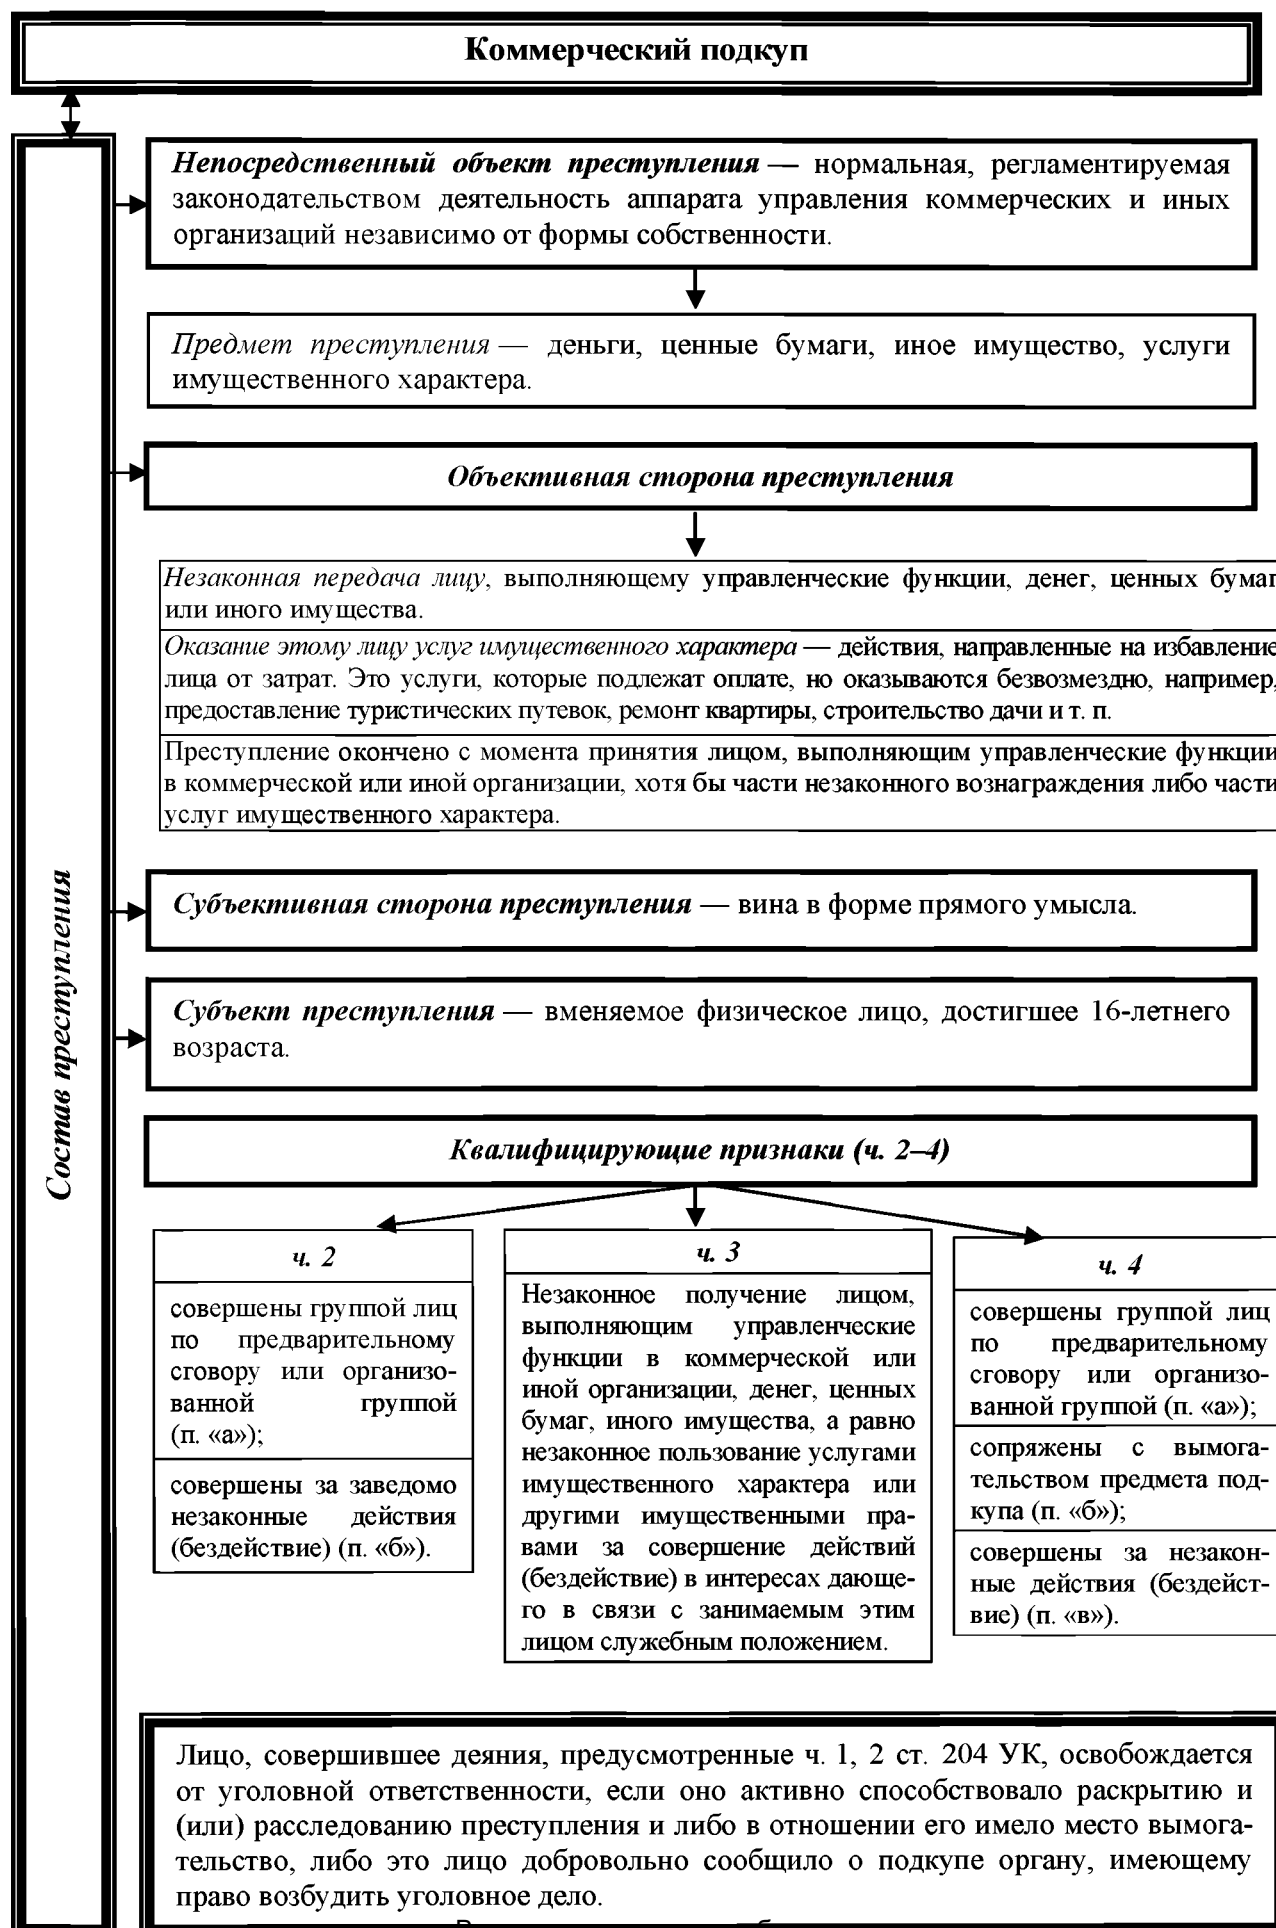 Коммерческий подкуп
Непосредственный объект преступления — нормальная, регламентируемая
законодательством деятельность аппарата управления коммерческих и иных
организаций независимо от формы собственности.
Предмет преступления — деньги, ценные бумаги, иное имущество, услуги
имущественного характера.
Объективная сторона преступления
Незаконная передача лицу, выполняющему управленческие функции, денег, ценных бумаг
или иного имущества.
Оказание этому лицу услуг имущественного характера — действия, направленные на избавление
лица от затрат. Это услуги, которые подлежат оплате, но оказываются безвозмездно, например,
предоставление туристических путевок, ремонт квартиры, строительство дачи и т. п.
Преступление окончено с момента принятия лицом, выполняющим управленческие функции
в коммерческой или иной организации, хотя бы части незаконного вознаграждения либо части
услуг имущественного характера.
Состав преступления
Субъективная сторона преступления — вина в форме прямого умысла.
Субъект преступления — вменяемое физическое лицо, достигшее 16-летнего
возраста.
Квалифицирующие признаки (ч. 2–4)
ч. 2
совершены группой лиц
по предварительному
сговору или организо-
ванной группой
(п. «а»);
совершены за заведомо
незаконные действия
(бездействие) (п. «б»).
ч. 3
Незаконное получение лицом,
выполняющим управленческие
функции в коммерческой или
иной организации, денег, ценных
бумаг, иного имущества, а равно
незаконное пользование услугами
имущественного характера или
другими имущественными пра-
вами за совершение действий
(бездействие) в интересах дающе-
го в связи с занимаемым этим
лицом служебным положением.
ч. 4
совершены группой лиц
по предварительному
сговору или организо-
ванной группой (п. «а»);
сопряжены с вымога-
тельством предмета под-
купа (п. «б»);
совершены за незакон-
ные действия (бездейст-
вие) (п. «в»).
Лицо, совершившее деяния, предусмотренные ч. 1, 2 ст. 204 УК, освобождается
от уголовной ответственности, если оно активно способствовало раскрытию и
(или) расследованию преступления и либо в отношении его имело место вымога-
тельство, либо это лицо добровольно сообщило о подкупе органу, имеющему
право возбудить уголовное дело.